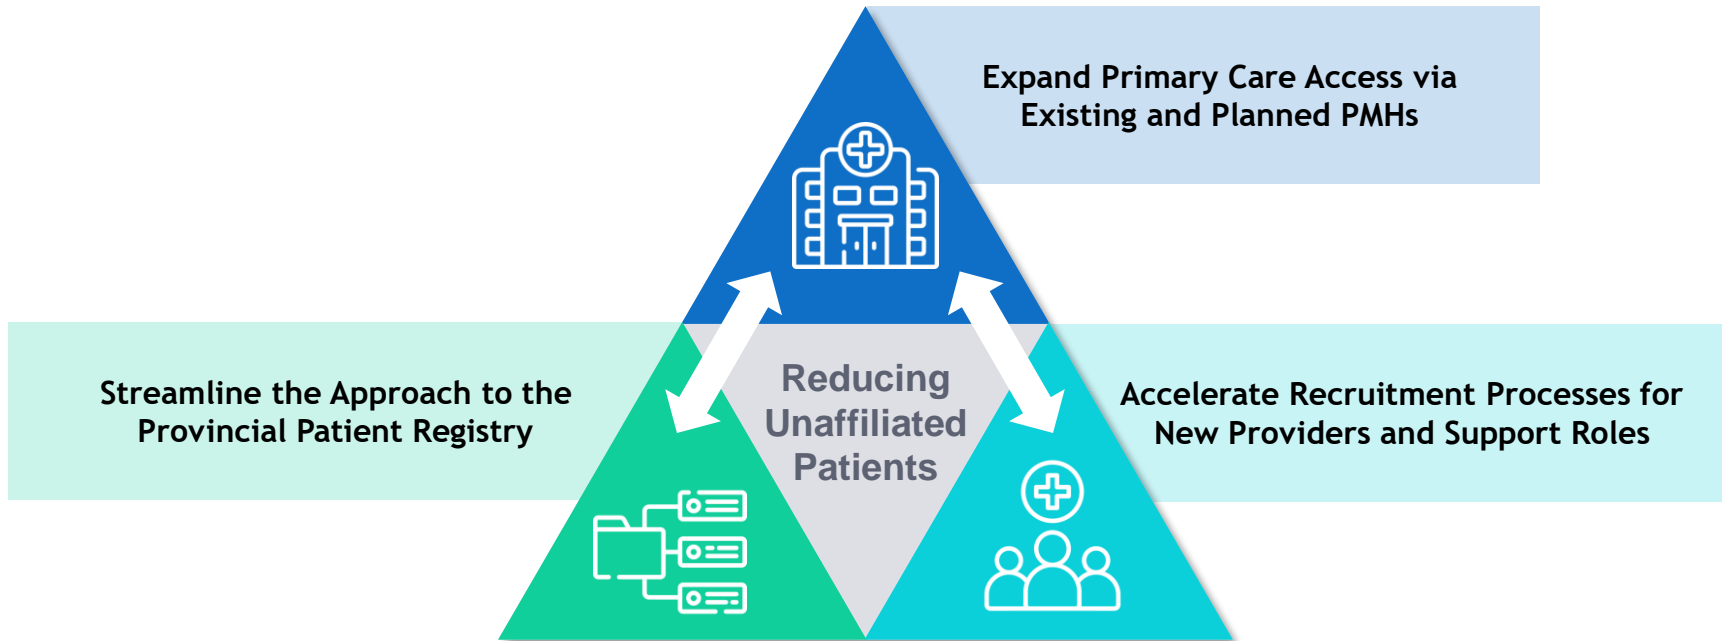 Expand Primary Care Access via
Existing and Planned PMHs
Streamline the Approach to the
Provincial Patient Registry
Reducing
Unaffiliated
Patients
Accelerate Recruitment Processes for
New Providers and Support Roles